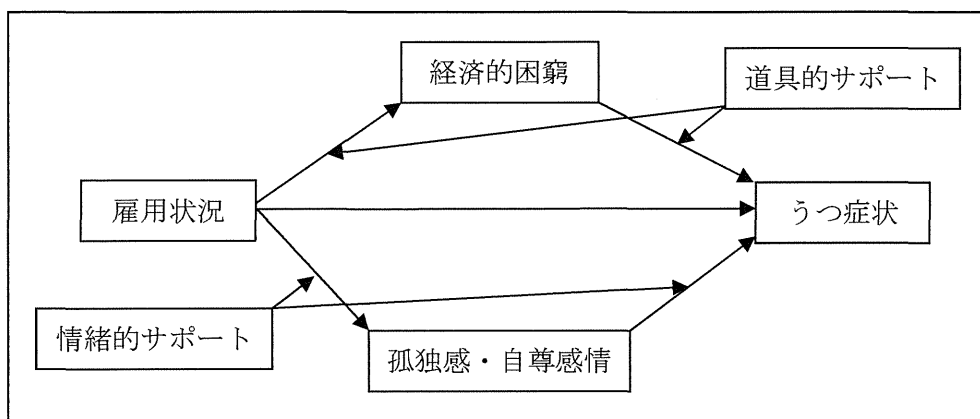 経済的困窮
道具的サポート
雇用状況
うつ症状
情緒的サポート
孤独感・自尊感情